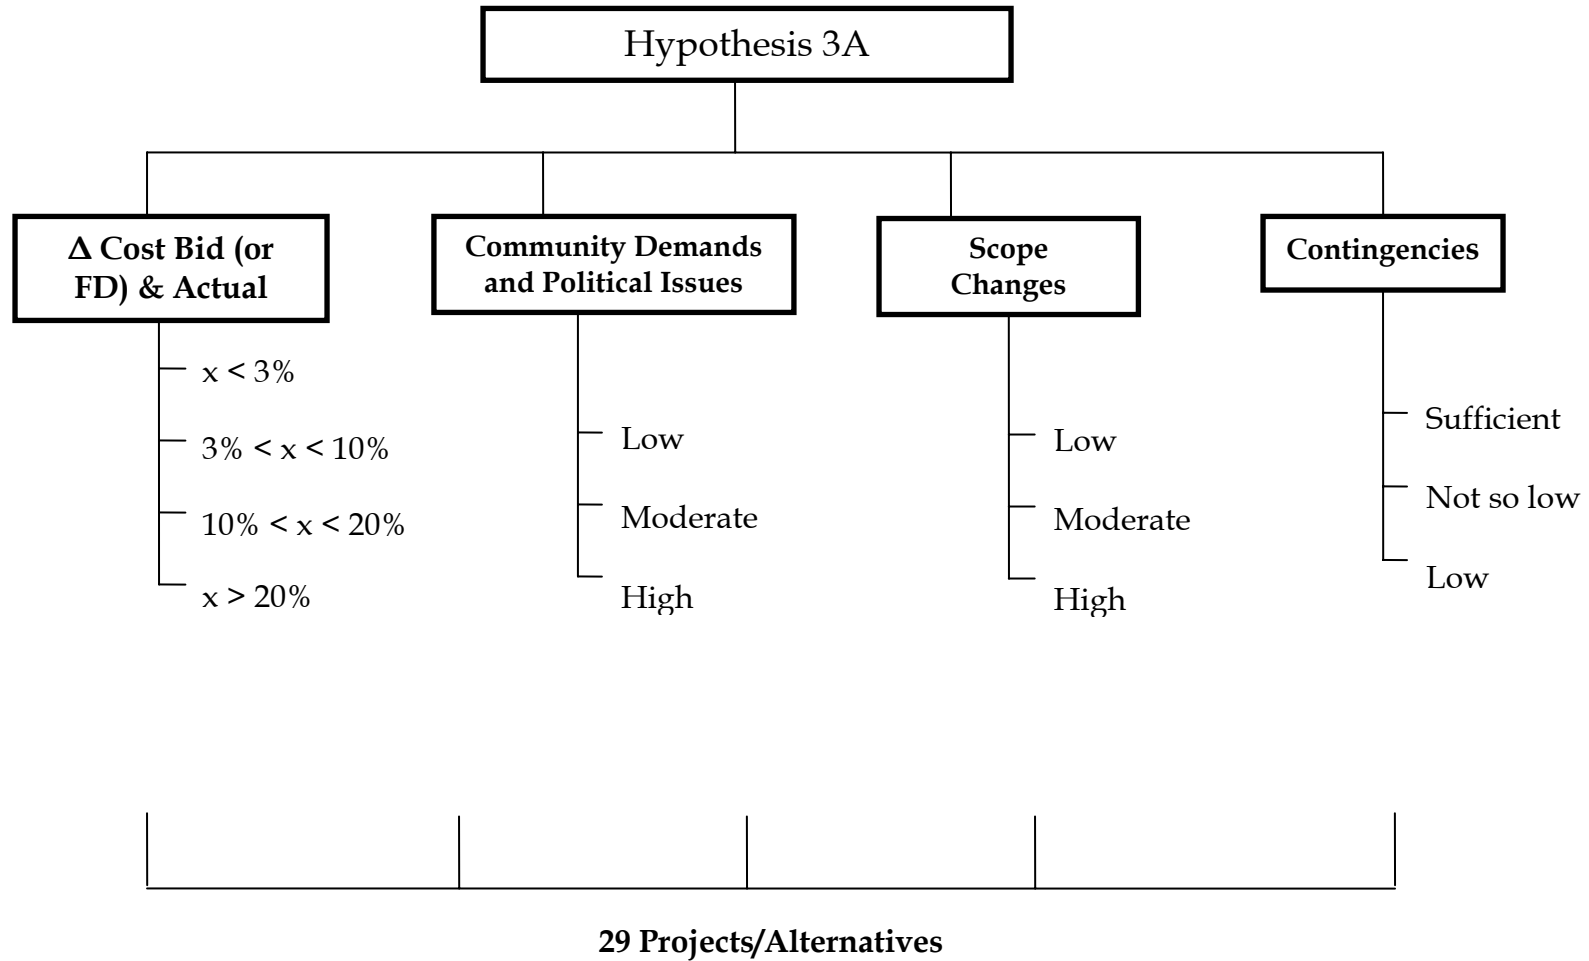 Hypothesis 3A
Δ Cost Bid (or
FD) & Actual
x < 3%
3% < x < 10%
10% < x < 20%
x > 20%
Community Demands
and Political Issues
Low
Moderate
High
Scope
Changes
Low
Moderate
High
Contingencies
Sufficient
Not so low
Low
29 Projects/Alternatives